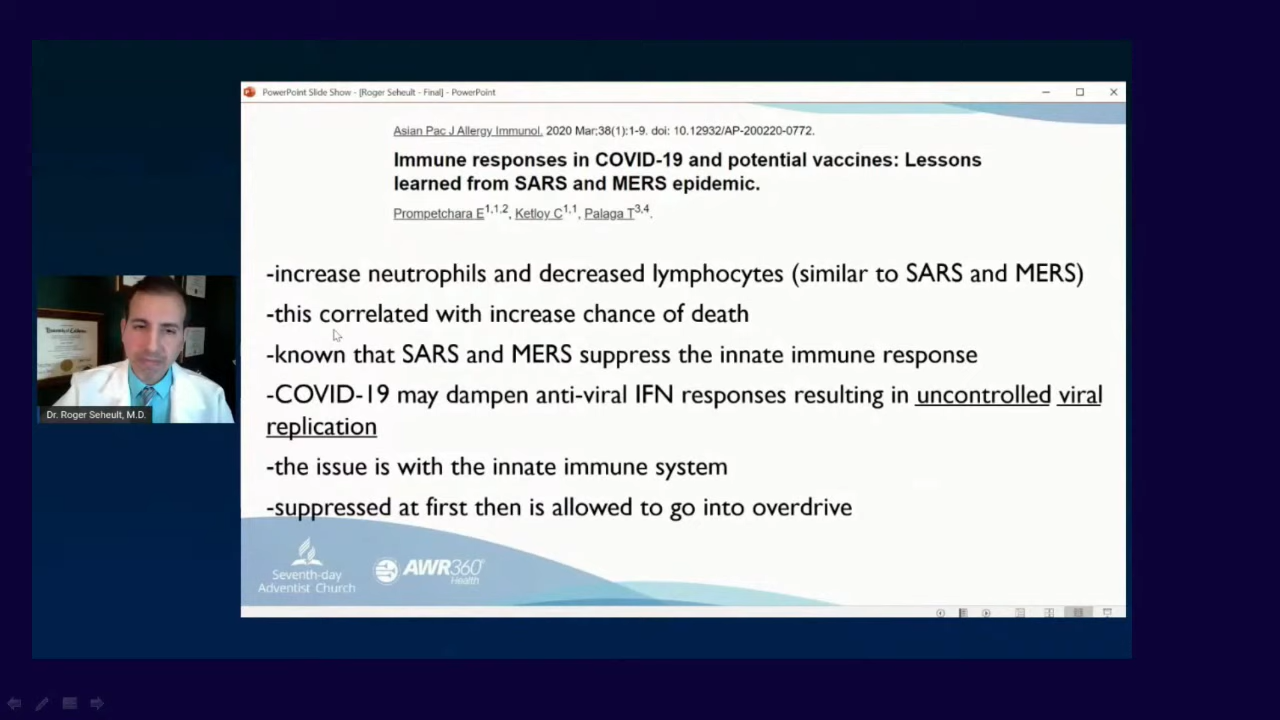 PowerPoint Slide Show - [Roger Seheult - Final] - PowerPoint
Asian Pac J Allergy Immunol. 2020 Mar;38(1):1-9. doi: 10.12932/AP-200220-0772.
Immune responses in COVID-19 and potential vaccines: Lessons
learned from SARS and MERS epidemic.
Prompetchara E1,1,2, Ketloy C1,1, Palaga T3,4.
-increase neutrophils and decreased lymphocytes (similar to SARS and MERS)
-this correlated with increase chance of death
-known that SARS and MERS suppress the innate immune response
-COVID-19 may dampen anti-viral IFN responses resulting in uncontrolled viral
replication
-the issue is with the innate immune system
-suppressed at first then is allowed to go into overdrive
Dr. Roger Seheult, M.D.
Seventh-day
Adventist Church
AWR360°
Health